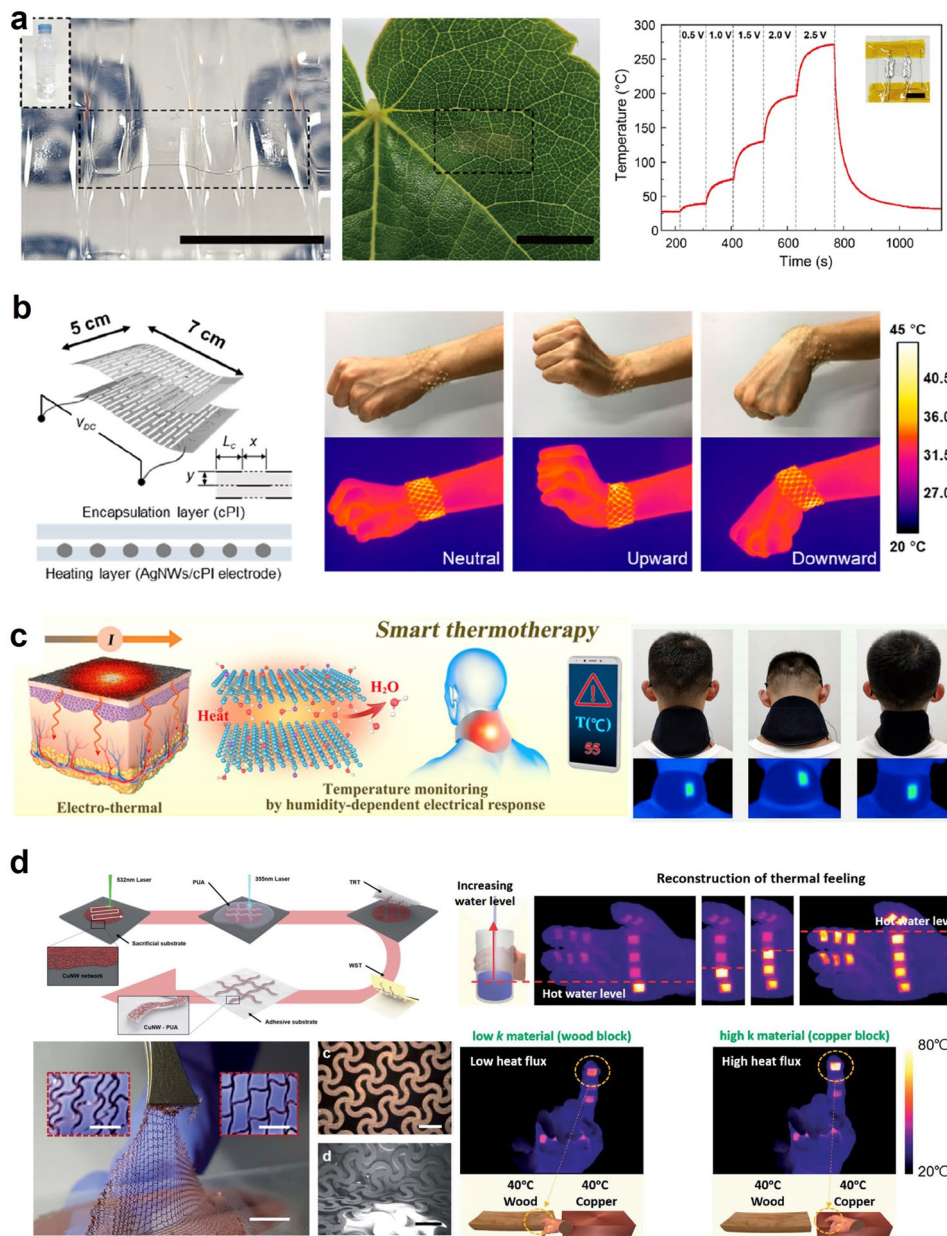 a
0.5 V
1.0 V
1.5 V
2.0 V
2.5 V
300
250
200
150
100
50
0
Temperature (°C)
200
400
600
800
1000
Time (s)
b
5 cm
7 cm
V_DC
L_C
x
y
Encapsulation layer (cPI)
Heating layer (AgNWs/cPI electrode)
Neutral
Upward
Downward
45 °C
40.5
36.0
31.5
27.0
20 °C
c
I
Electro-thermal
Smart thermotherapy
Heat
H₂O
T(℃)
55
Temperature monitoring
by humidity-dependent electrical response
d
532nm Laser
PUA
355nm Laser
TRT
Sacrificial substrate
CuNW network
WST
CuNW - PUA
Adhesive substrate
Increasing
water level
Reconstruction of thermal feeling
Hot water level
Hot water lev
c
d
low k material (wood block)
Low heat flux
40°C
Wood
40°C
Copper
high k material (copper block)
High heat flux
40°C
Wood
40°C
Copper
80℃
20℃